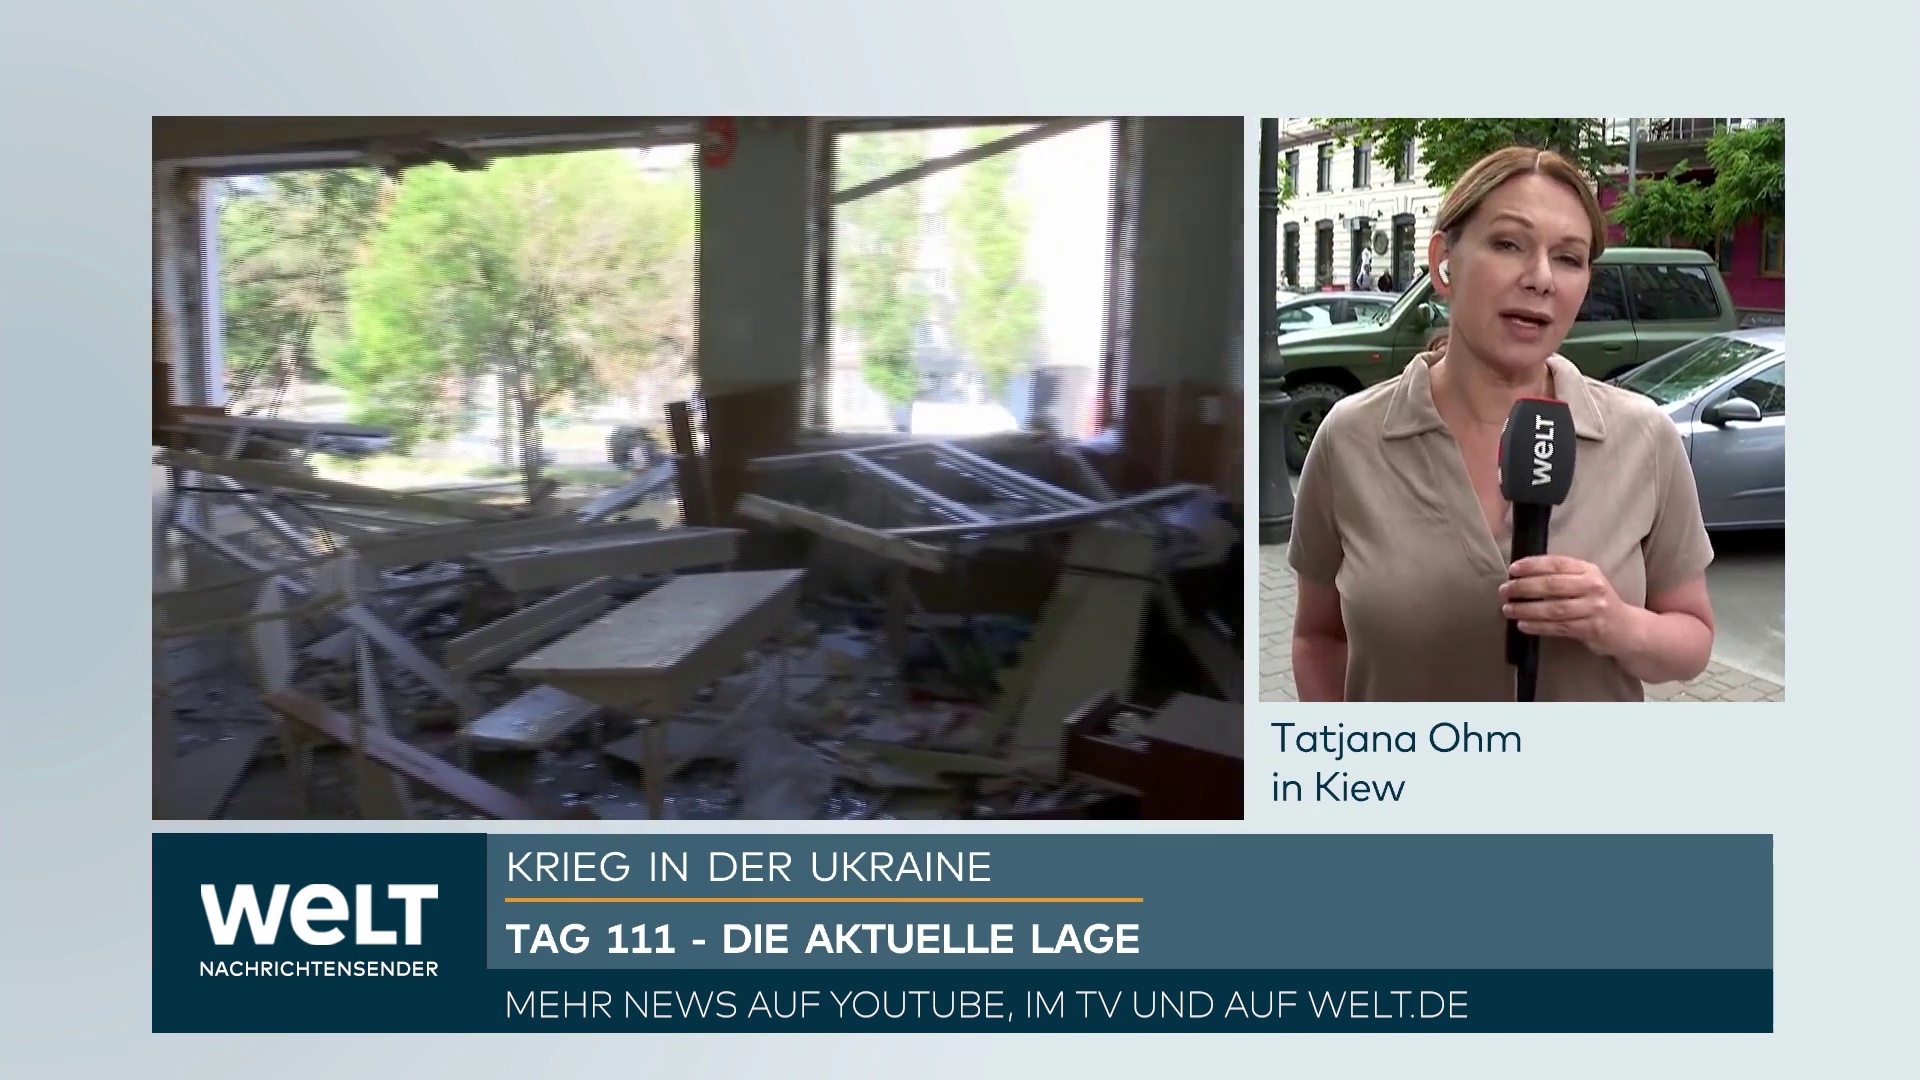 WELT
Tatjana Ohm
in Kiew
WELT
NACHRICHTENSENDER
KRIEG IN DER UKRAINE
TAG 111 - DIE AKTUELLE LAGE
MEHR NEWS AUF YOUTUBE, IM TV UND AUF WELT.DE